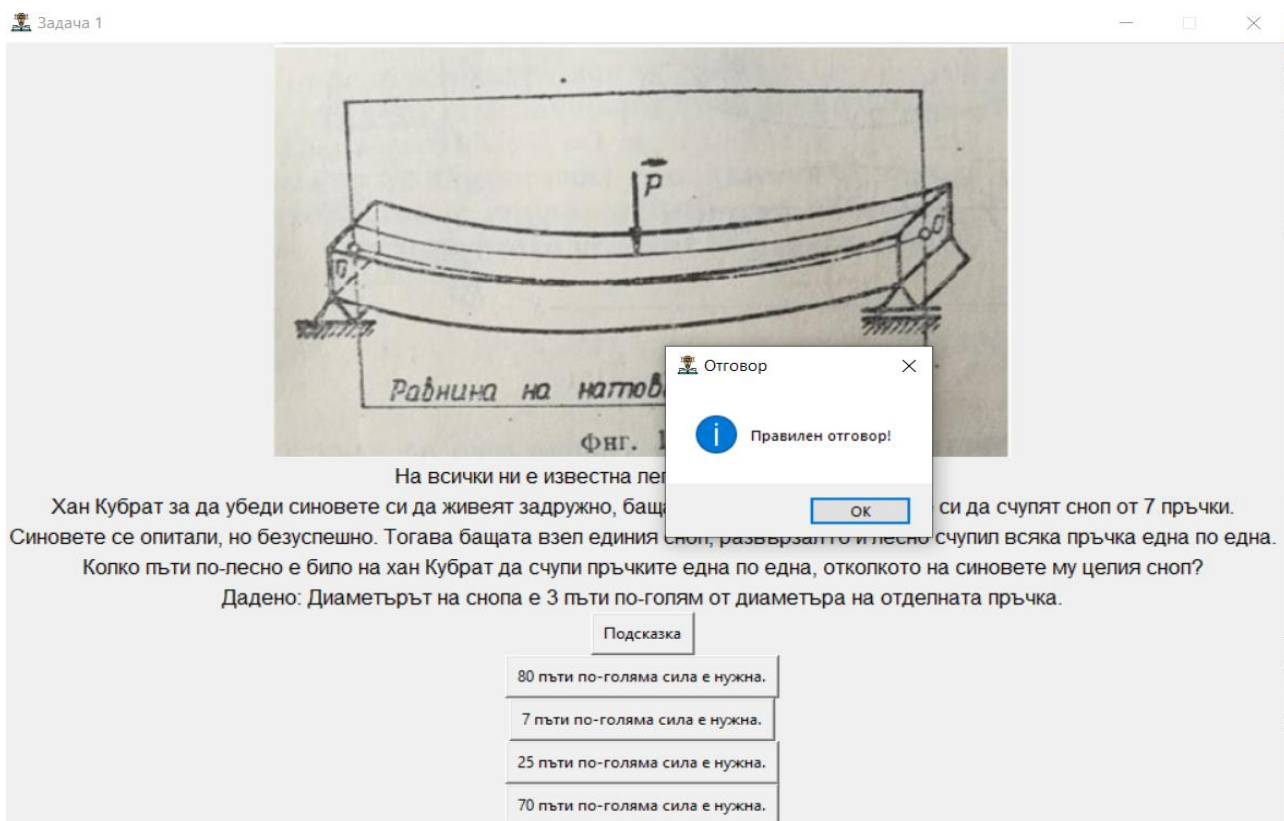 Задача 1
P
Равнина на натов
Фиг. 1
Отговор
Правилен отговор!
OK
На всички ни е известна лег
Хан Кубрат за да убеди синовете си да живеят задружно, баща си да счупят сноп от 7 пръчки.
Синовете се опитали, но безуспешно. Тогава бащата взел единия сноп, развързал го и лесно счупил всяка пръчка една по една.
Колко пъти по-лесно е било на хан Кубрат да счупи пръчките една по една, отколкото на синовете му целия сноп?
Дадено: Диаметърът на снопа е 3 пъти по-голям от диаметъра на отделната пръчка.
Подсказка
80 пъти по-голяма сила е нужна.
7 пъти по-голяма сила е нужна.
25 пъти по-голяма сила е нужна.
70 пъти по-голяма сила е нужна.